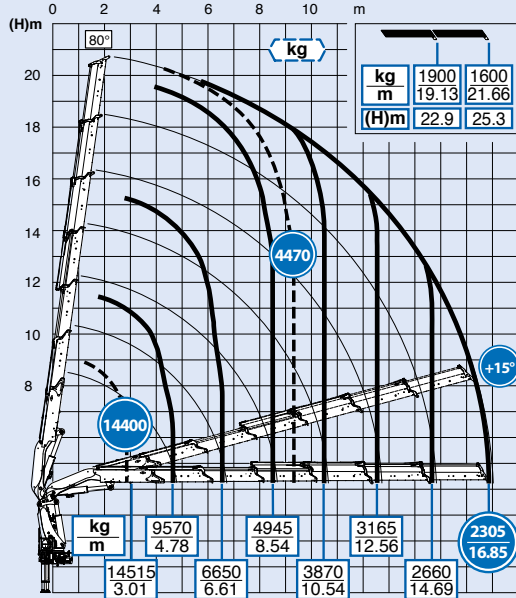 0 2 4 6 8 10 m
(H)m
80°
kg
20
18
16
14
12
10
8
kg 1900 1600
m 19.13 21.66
(H)m 22.9 25.3
4470
+15°
14400
kg 9570 4945 3165 2305
m 4.78 8.54 12.56 16.85
14515 6650 3870 2660
3.01 6.61 10.54 14.69